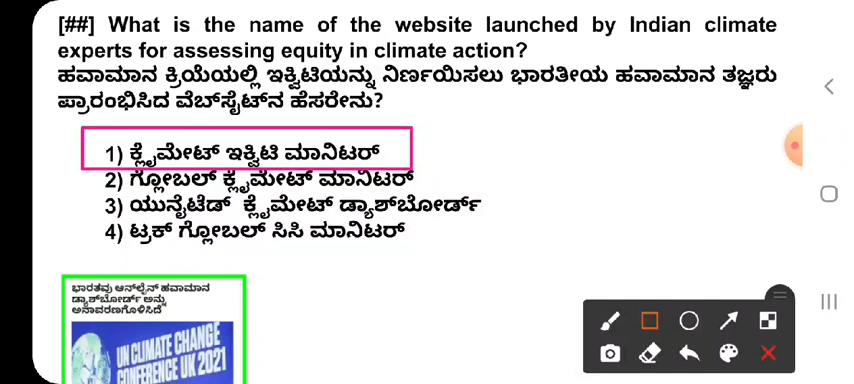 [##] What is the name of the website launched by Indian climate
experts for assessing equity in climate action?
ಹವಾಮಾನ ಕ್ರಿಯೆಯಲ್ಲಿ ಇಕ್ವಿಟಿಯನ್ನು ನಿರ್ಣಯಿಸಲು ಭಾರತೀಯ ಹವಾಮಾನ ತಜ್ಞರು
ಪ್ರಾರಂಭಿಸಿದ ವೆಬ್‌ಸೈಟ್‌ನ ಹೆಸರೇನು?
1) ಕ್ಲೈಮೇಟ್ ಇಕ್ವಿಟಿ ಮಾನಿಟರ್
2) ಗ್ಲೋಬಲ್ ಕ್ಲೈಮೇಟ್ ಮಾನಿಟರ್
3) ಯುನೈಟೆಡ್ ಕ್ಲೈಮೇಟ್ ಡ್ಯಾಶ್‌ಬೋರ್ಡ್
4) ಟ್ರಕ್ ಗ್ಲೋಬಲ್ ಸಿಸಿ ಮಾನಿಟರ್
ಭಾರತವು ಆನ್‌ಲೈನ್ ಹವಾಮಾನ
ಡ್ಯಾಶ್‌ಬೋರ್ಡ್ ಅನ್ನು
ಅನಾವರಣಗೊಳಿಸಿದೆ
UN CLIMATE CHANGE
CONFERENCE UK 2021